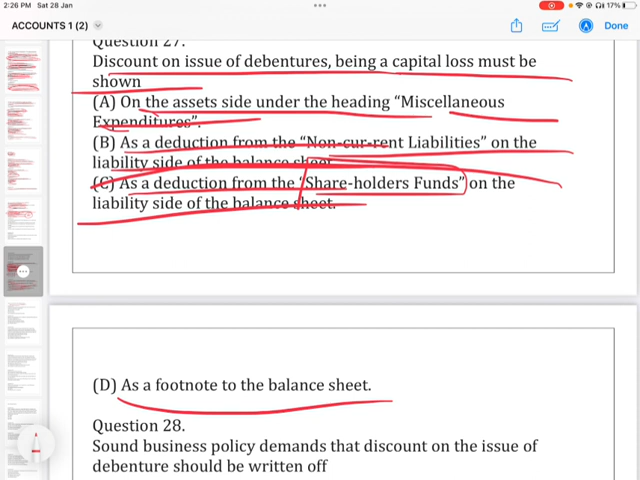 2:26 PM Sat 28 Jan
17%
ACCOUNTS 1 (2)
Done
Question 27.
Discount on issue of debentures, being a capital loss must be
shown
(A) On the assets side under the heading “Miscellaneous
Expenditures”.
(B) As a deduction from the “Non-cur-rent Liabilities” on the
liability side of the balance sheet.
(C) As a deduction from the “Share-holders Funds” on the
liability side of the balance sheet.
(D) As a footnote to the balance sheet.
Question 28.
Sound business policy demands that discount on the issue of
debenture should be written off